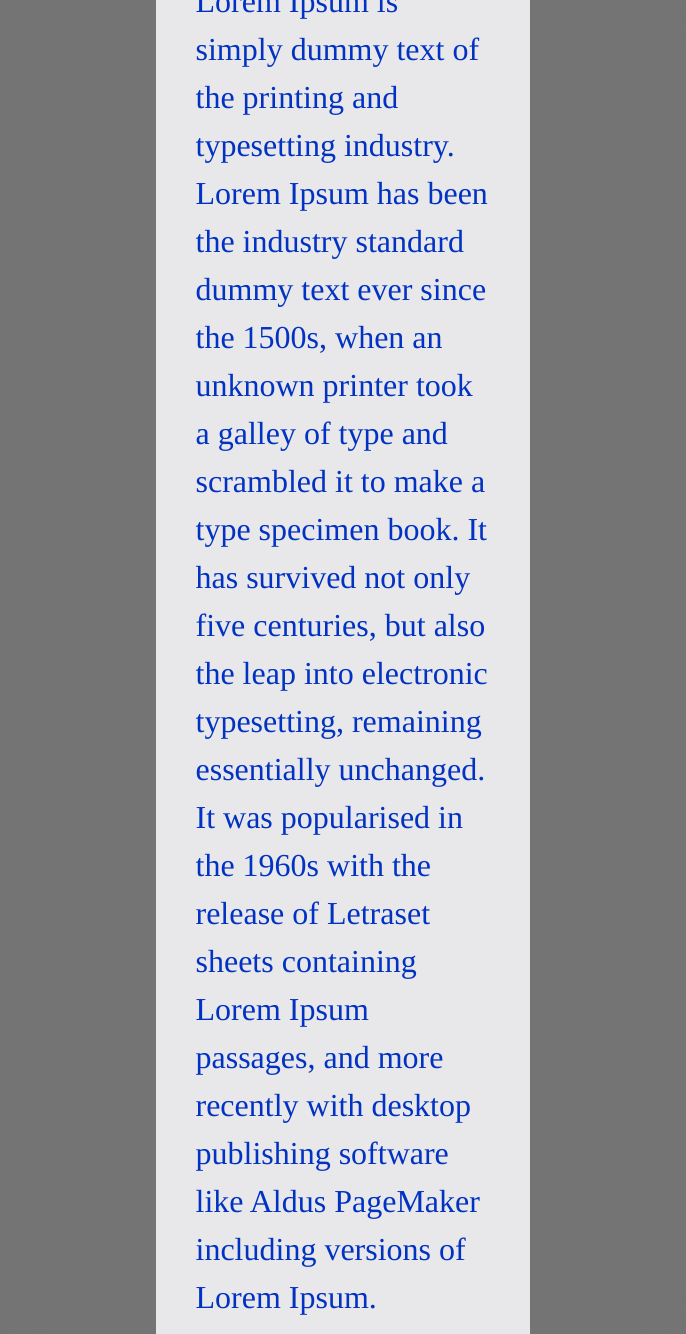 Lorem Ipsum is
simply dummy text of
the printing and
typesetting industry.
Lorem Ipsum has been
the industry standard
dummy text ever since
the 1500s, when an
unknown printer took
a galley of type and
scrambled it to make a
type specimen book. It
has survived not only
five centuries, but also
the leap into electronic
typesetting, remaining
essentially unchanged.
It was popularised in
the 1960s with the
release of Letraset
sheets containing
Lorem Ipsum
passages, and more
recently with desktop
publishing software
like Aldus PageMaker
including versions of
Lorem Ipsum.